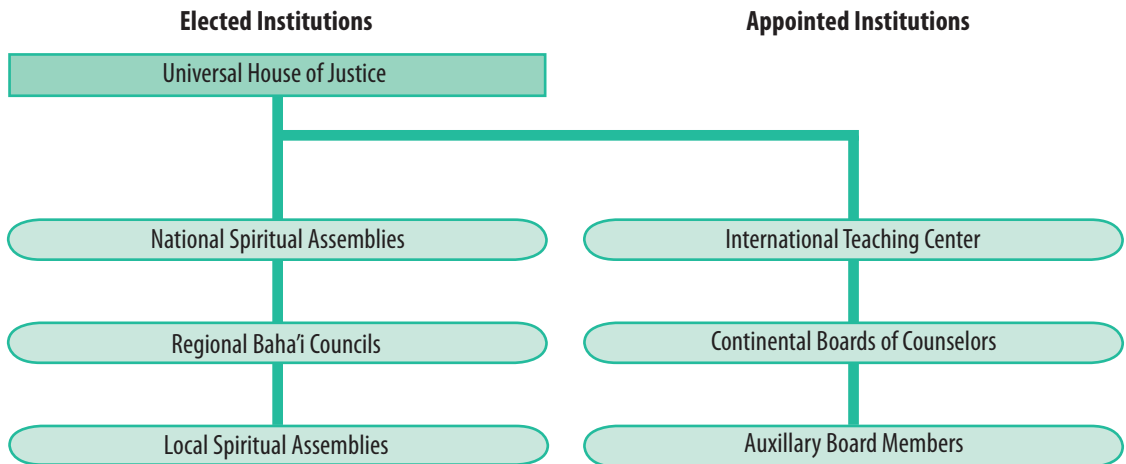 Elected Institutions
Appointed Institutions
Universal House of Justice
National Spiritual Assemblies
International Teaching Center
Regional Baha’i Councils
Continental Boards of Counselors
Local Spiritual Assemblies
Auxillary Board Members